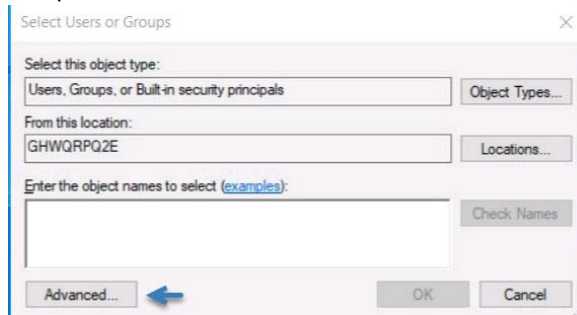 Select Users or Groups
Select this object type:
Users, Groups, or Built-in security principals
Object Types...
From this location:
GHWQRPQ2E
Locations...
Enter the object names to select (examples):
Check Names
Advanced...
OK
Cancel